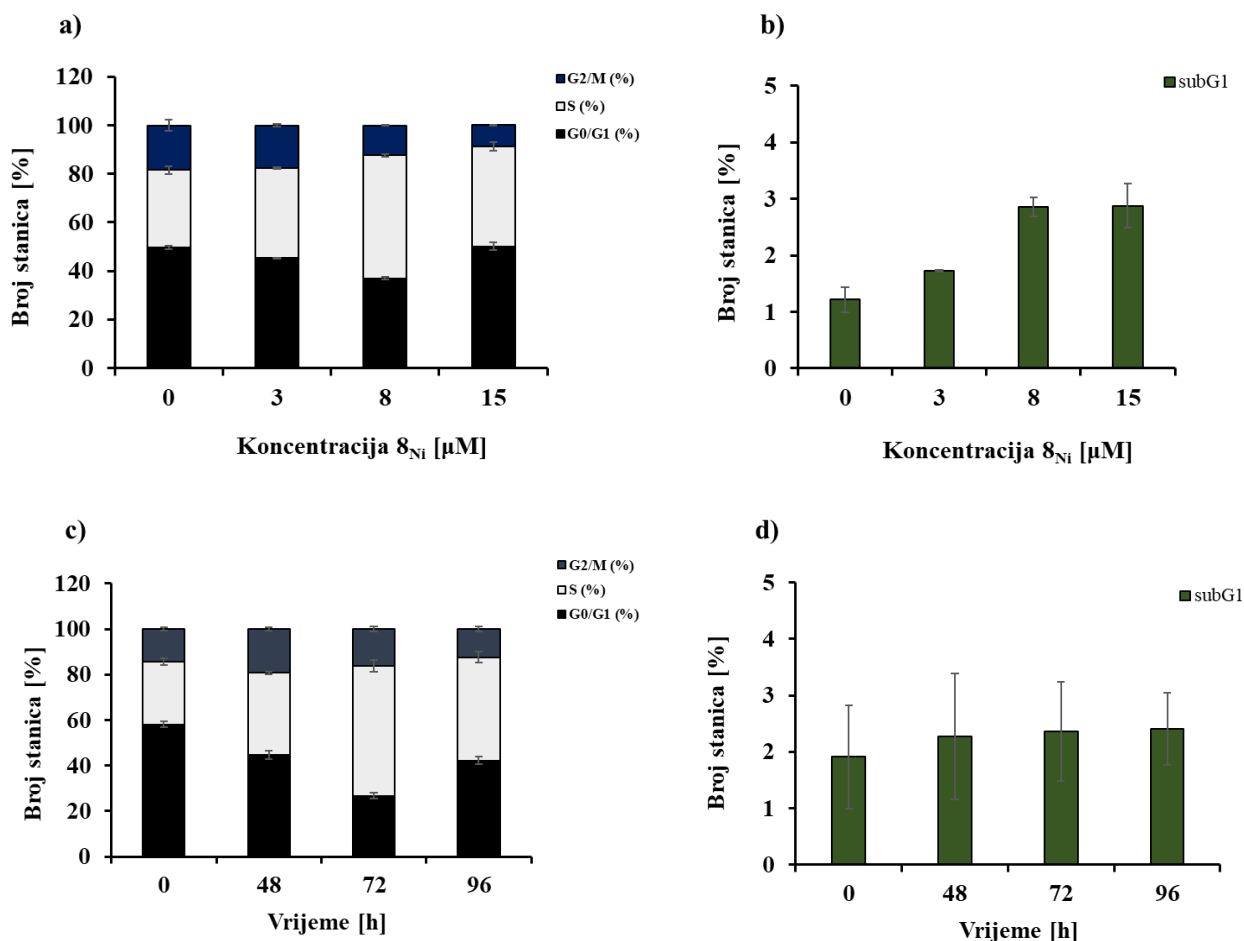 a)
120
100
80
60
40
20
0
Broj stanica [%]
0 3 8 15
Koncentracija 8Ni [µM]
G2/M (%)
S (%)
G0/G1 (%)
b)
5
4
3
2
1
0
Broj stanica [%]
0 3 8 15
Koncentracija 8Ni [µM]
subG1
c)
120
100
80
60
40
20
0
Broj stanica [%]
0 48 72 96
Vrijeme [h]
G2/M (%)
S (%)
G0/G1 (%)
d)
5
4
3
2
1
0
Broj stanica [%]
0 48 72 96
Vrijeme [h]
subG1